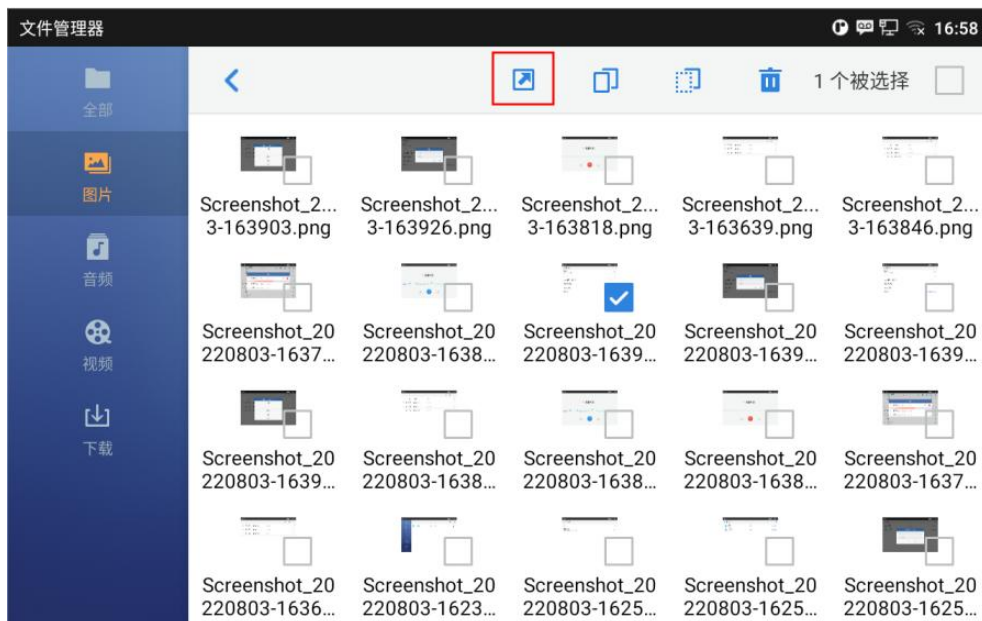 文件管理器
16:58
全部
1 个被选择
图片
Screenshot_2... Screenshot_2... Screenshot_2... Screenshot_2... Screenshot_2...
3-163903.png 3-163926.png 3-163818.png 3-163639.png 3-163846.png
音频
Screenshot_20 Screenshot_20 Screenshot_20 Screenshot_20 Screenshot_20
220803-1637... 220803-1638... 220803-1639... 220803-1639... 220803-1639...
视频
下载
Screenshot_20 Screenshot_20 Screenshot_20 Screenshot_20 Screenshot_20
220803-1639... 220803-1638... 220803-1638... 220803-1638... 220803-1637...
Screenshot_20 Screenshot_20 Screenshot_20 Screenshot_20 Screenshot_20
220803-1636... 220803-1623... 220803-1625... 220803-1625... 220803-1625...